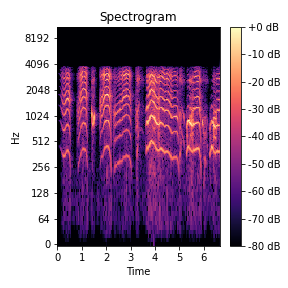 Spectrogram
8192
4096
2048
1024
512
256
128
64
0
Hz
0 1 2 3 4 5 6
Time
+0 dB
-10 dB
-20 dB
-30 dB
-40 dB
-50 dB
-60 dB
-70 dB
-80 dB